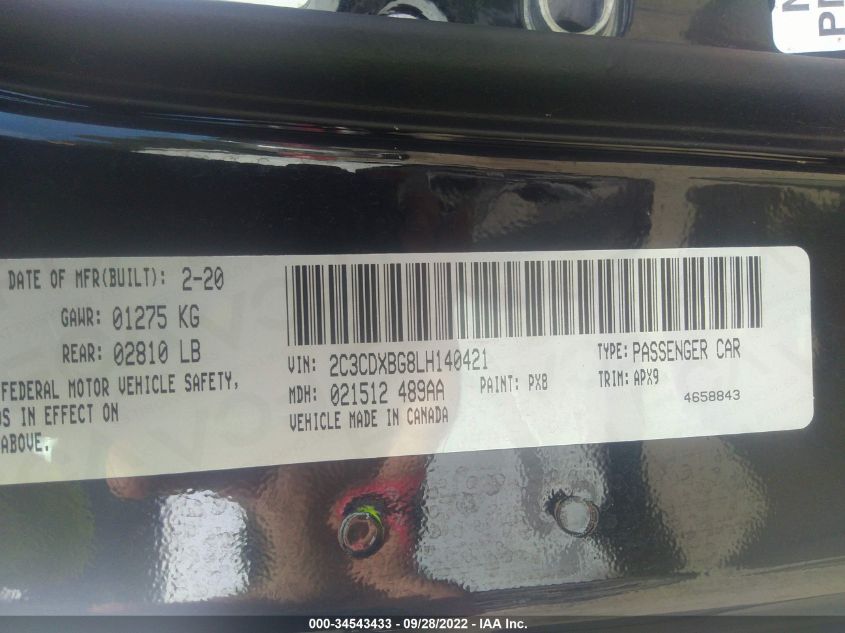 DATE OF MFR(BUILT): 2-20
GAWR: 01275 KG
REAR: 02810 LB
FEDERAL MOTOR VEHICLE SAFETY,
IN EFFECT ON
ABOVE.
VIN: 2C3CDXBG8LH140421
TYPE: PASSENGER CAR
MDH: 021512 489AA
PAINT: PX8
TRIM: APX9
VEHICLE MADE IN CANADA
4658843
000-34543433 / 09/28/2022 - IAA Inc.